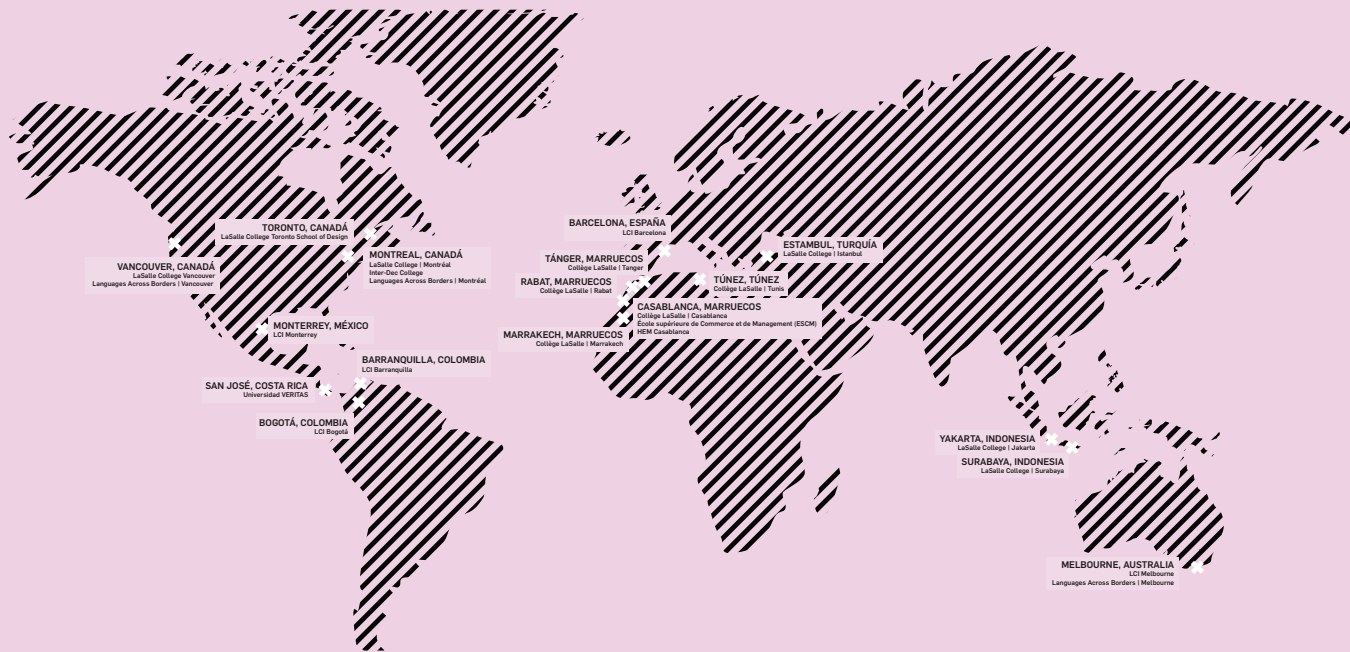 TORONTO, CANADÁ
LaSalle College Toronto School of Design
MONTREAL, CANADÁ
LaSalle College | Montréal
Inter-Dec College
Languages Across Borders | Montréal
VANCOUVER, CANADÁ
LaSalle College Vancouver
Languages Across Borders | Vancouver
MONTERREY, MÉXICO
LCI Monterrey
BARRANQUILLA, COLOMBIA
LCI Barranquilla
SAN JOSÉ, COSTA RICA
Universidad VERITAS
BOGOTÁ, COLOMBIA
LCI Bogotá
BARCELONA, ESPAÑA
LCI Barcelona
ESTAMBUL, TURQUÍA
LaSalle College | Istanbul
TÁNGER, MARRUECOS
Collège LaSalle | Tanger
RABAT, MARRUECOS
Collège LaSalle | Rabat
TÚNEZ, TÚNEZ
Collège LaSalle | Tunis
CASABLANCA, MARRUECOS
Collège LaSalle | Casablanca
École supérieure de Commerce et de Management (ESCM)
HEM Casablanca
MARRAKECH, MARRUECOS
Collège LaSalle | Marrakech
YAKARTA, INDONESIA
LaSalle College | Jakarta
SURABAYA, INDONESIA
LaSalle College | Surabaya
MELBOURNE, AUSTRALIA
LCI Melbourne
Languages Across Borders | Melbourne